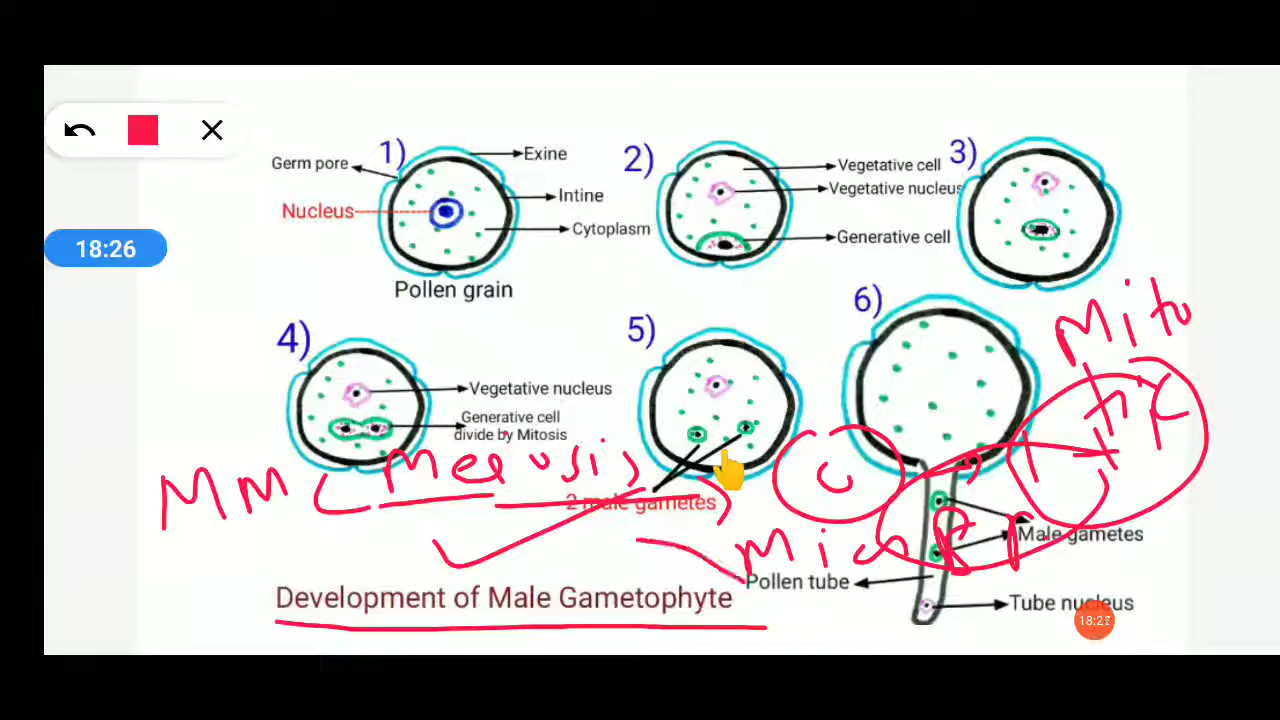 1)
Germ pore
Exine
Intine
Nucleus
Cytoplasm
Pollen grain
2)
Vegetative cell
Vegetative nucleus
Generative cell
3)
18:26
4)
Vegetative nucleus
Generative cell
divide by Mitosis
5)
2 male gametes
6)
Male gametes
Pollen tube
Tube nucleus
Mito
MM (
Development of Male Gametophyte
18:27